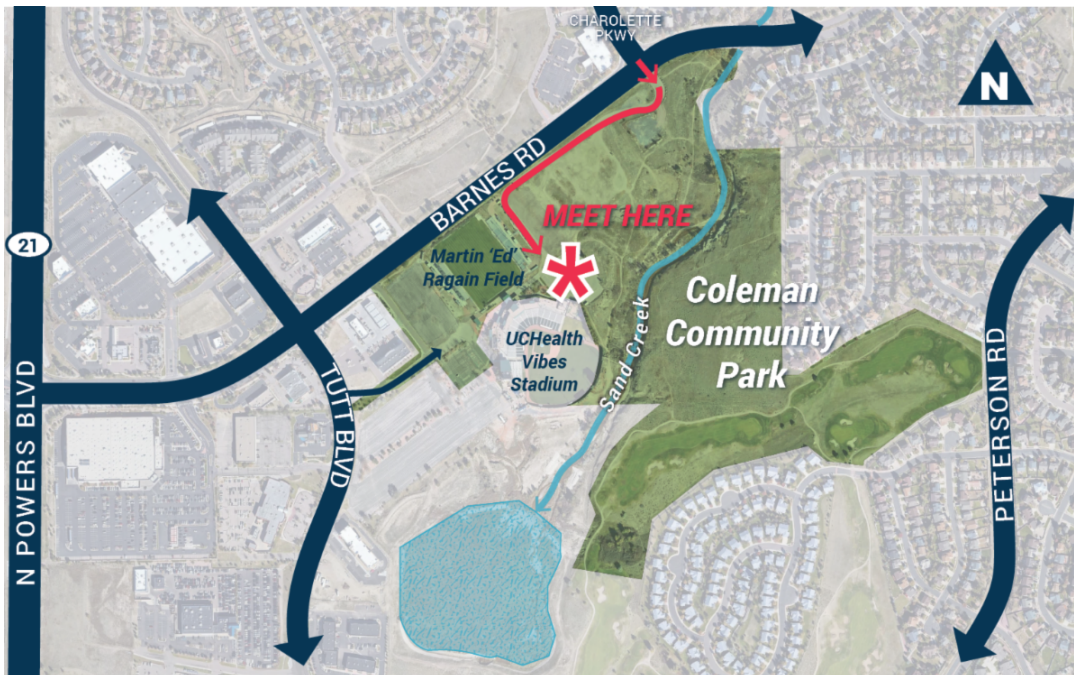 CHAROLETTE
PKWY
N
BARNES RD
MEET HERE
21
Martin 'Ed'
Ragain Field
Coleman
Community
Park
UCHealth
Vibes
Stadium
Sand Creek
TUTT BLVD
N POWERS BLVD
PETERSON RD